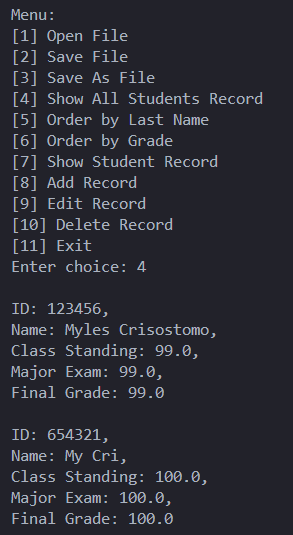 Menu:
[1] Open File
[2] Save File
[3] Save As File
[4] Show All Students Record
[5] Order by Last Name
[6] Order by Grade
[7] Show Student Record
[8] Add Record
[9] Edit Record
[10] Delete Record
[11] Exit
Enter choice: 4
ID: 123456,
Name: Myles Crisostomo,
Class Standing: 99.0,
Major Exam: 99.0,
Final Grade: 99.0
ID: 654321,
Name: My Cri,
Class Standing: 100.0,
Major Exam: 100.0,
Final Grade: 100.0